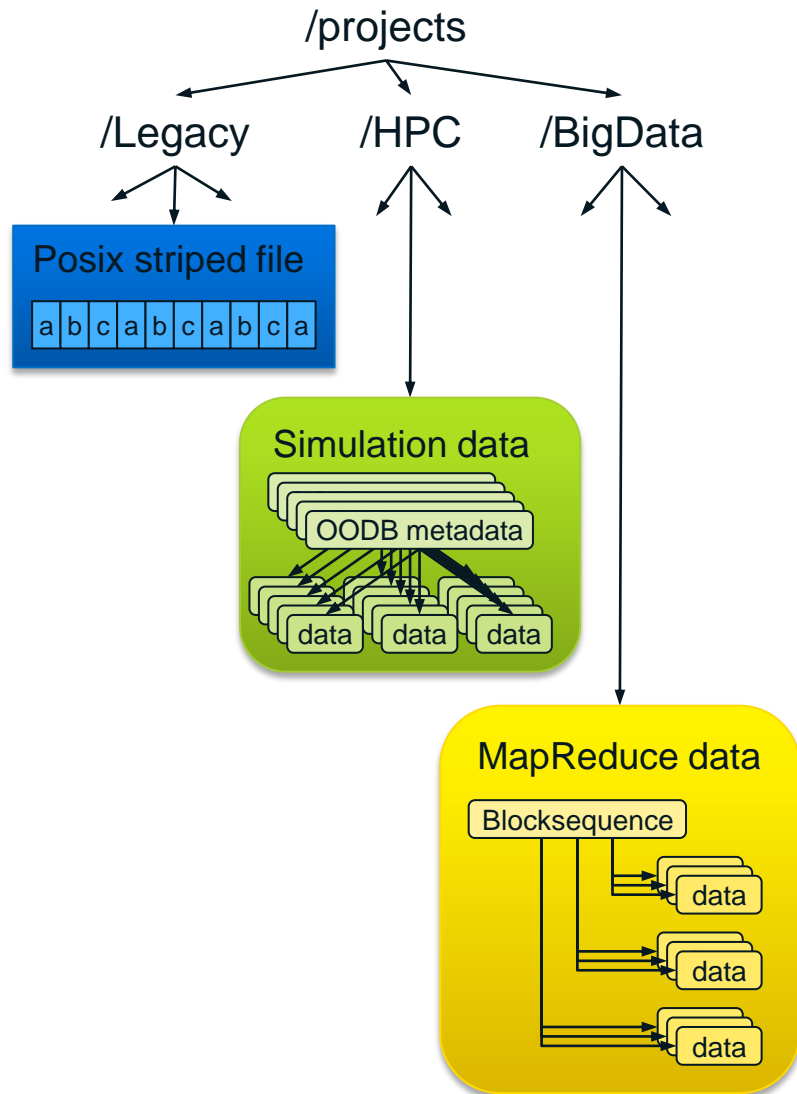 /projects
/Legacy /HPC /BigData
Posix striped file
a b c a b c a b c a
Simulation data
OODB metadata
data data data
MapReduce data
Blocksequence
data
data
data